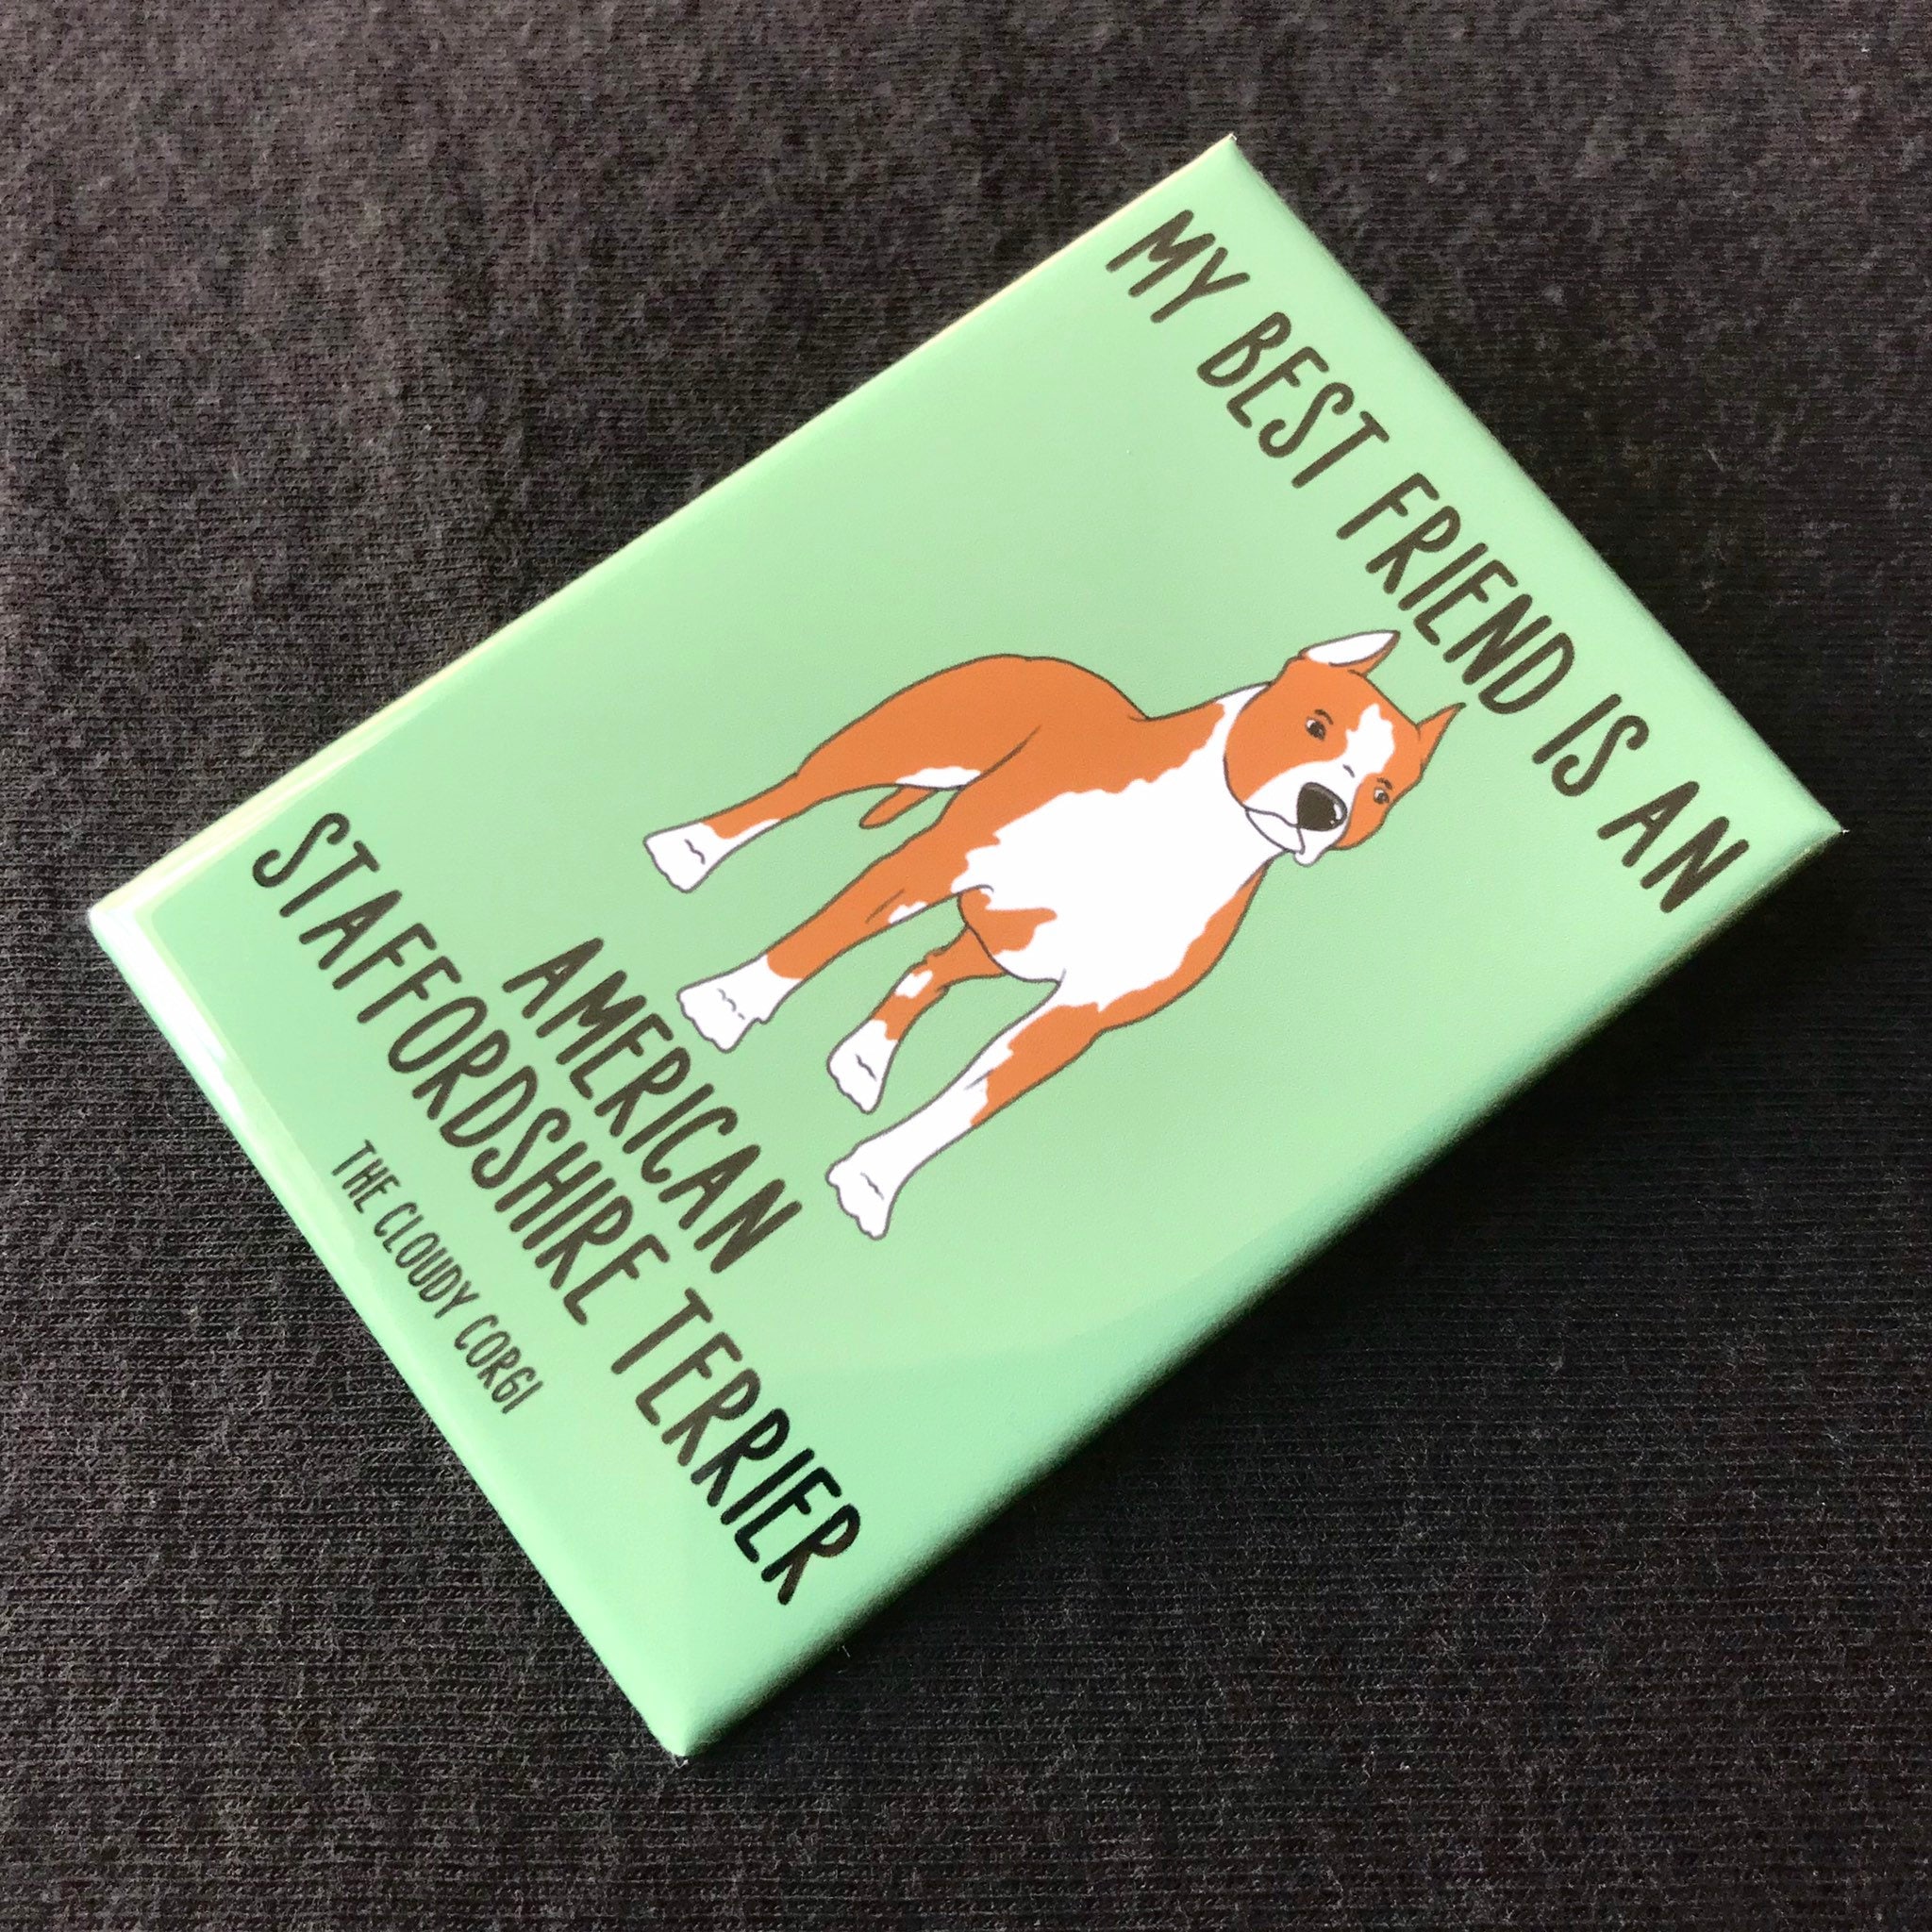 MY BEST FRIEND IS AN
AMERICAN
STAFFORDSHIRE TERRIER
THE CLOUDY CORGI